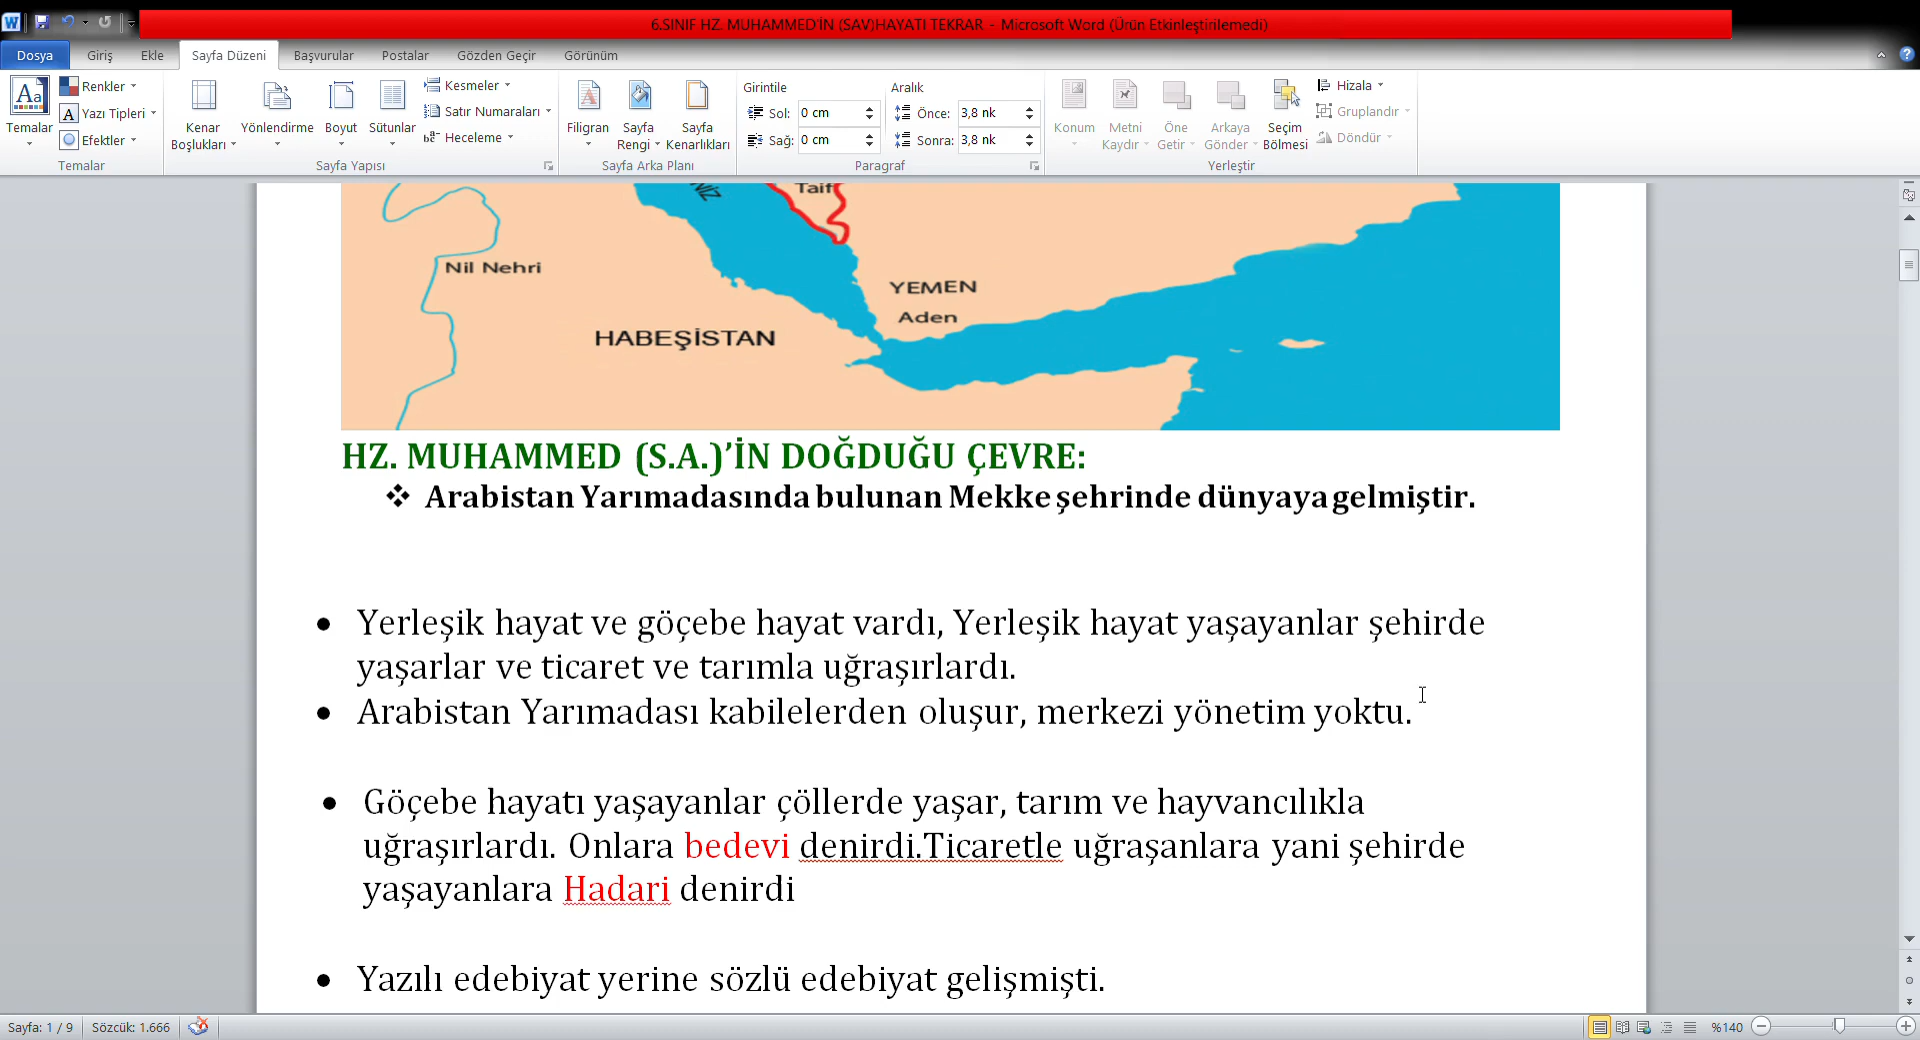 6.SINIF HZ. MUHAMMED'İN (SAV)HAYATI TEKRAR - Microsoft Word (Ürün Etkinleştirilemedi)
Dosya Giriş Ekle Sayfa Düzeni Başvurular Postalar Gözden Geçir Görünüm
Temalar
Renkler
Yazı Tipleri
Efektler
Temalar
Kenar Boşlukları
Yönlendirme
Boyut
Sütunlar
Kesmeler
Satır Numaraları
Heceleme
Sayfa Yapısı
Filigran
Sayfa Rengi
Sayfa Kenarlıkları
Sayfa Arka Planı
Girintile
Sol: 0 cm
Sağ: 0 cm
Aralık
Önce: 3,8 nk
Sonra: 3,8 nk
Paragraf
Konum
Metni Kaydır
Öne Getir
Arkaya Gönder
Seçim Bölmesi
Hizala
Gruplandır
Döndür
Yerleştir
Taif
Nil Nehri
YEMEN
Aden
HABEŞİSTAN
HZ. MUHAMMED (S.A.)’İN DOĞDUĞU ÇEVRE:
❖ Arabistan Yarımadasında bulunan Mekke şehrinde dünyaya gelmiştir.
• Yerleşik hayat ve göçebe hayat vardı, Yerleşik hayat yaşayanlar şehirde
yaşarlar ve ticaret ve tarımla uğraşırlardı.
• Arabistan Yarımadası kabilelerden oluşur, merkezi yönetim yoktu.
• Göçebe hayatı yaşayanlar çöllerde yaşar, tarım ve hayvancılıkla
uğraşırlardı. Onlara bedevi denirdi.Ticaretle uğraşanlara yani şehirde
yaşayanlara Hadari denirdi
• Yazılı edebiyat yerine sözlü edebiyat gelişmişti.
Sayfa: 1 / 9 Sözcük: 1.666 %140